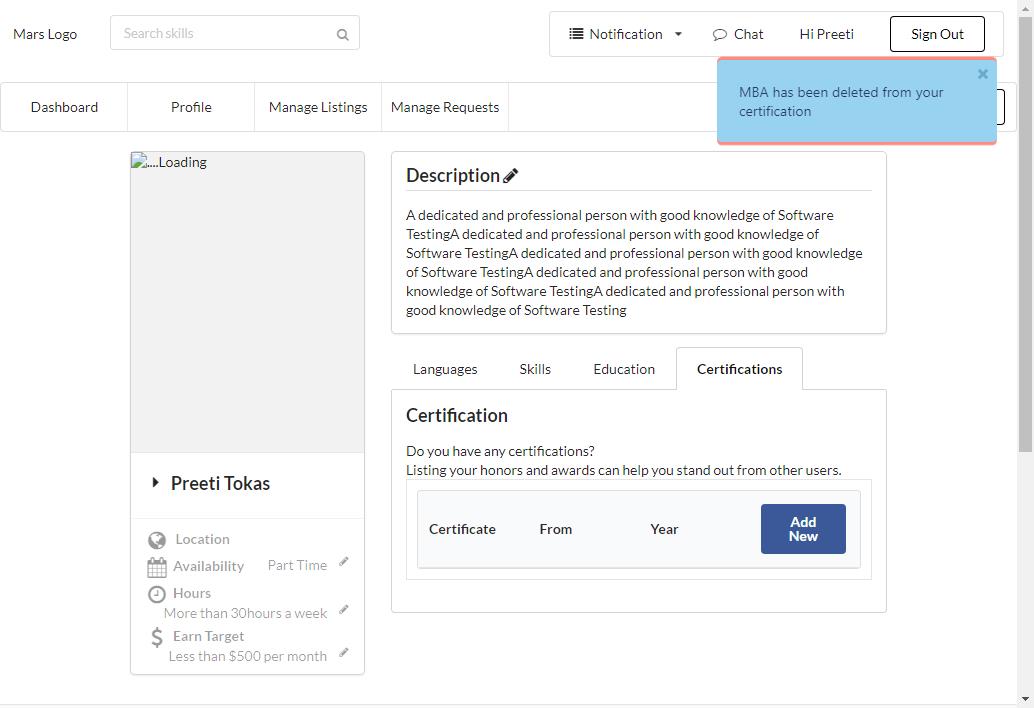 Mars Logo
Search skills
Notification
Chat
Hi Preeti
Sign Out
MBA has been deleted from your
certification
Dashboard
Profile
Manage Listings
Manage Requests
....Loading
Preeti Tokas
Location
Availability
Part Time
Hours
More than 30hours a week
Earn Target
Less than $500 per month
Description
A dedicated and professional person with good knowledge of Software
TestingA dedicated and professional person with good knowledge of
Software TestingA dedicated and professional person with good knowledge
of Software TestingA dedicated and professional person with good
knowledge of Software TestingA dedicated and professional person with
good knowledge of Software Testing
Languages
Skills
Education
Certifications
Certification
Do you have any certifications?
Listing your honors and awards can help you stand out from other users.
Certificate
From
Year
Add
New